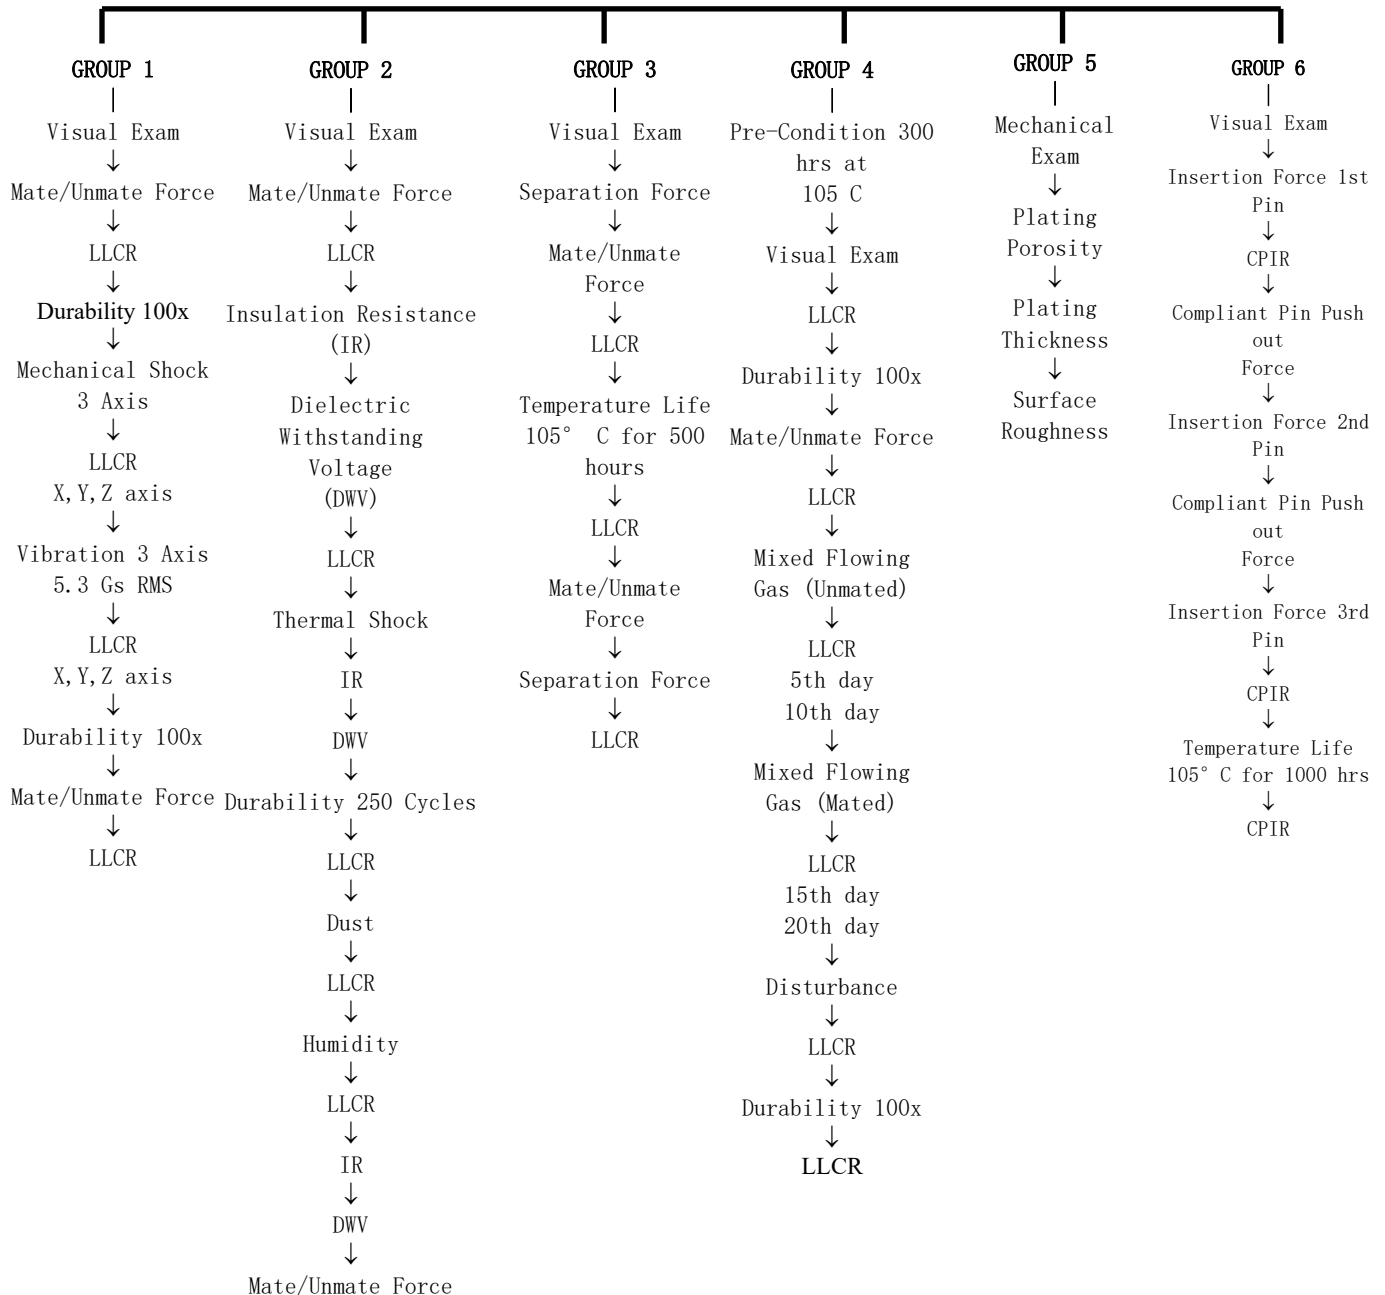 GROUP 1
Visual Exam
↓
Mate/Unmate Force
↓
LLCR
↓
Durability 100x
↓
Mechanical Shock
3 Axis
↓
LLCR
X,Y,Z axis
↓
Vibration 3 Axis
5.3 Gs RMS
↓
LLCR
X,Y,Z axis
↓
Durability 100x
↓
Mate/Unmate Force
↓
LLCR
GROUP 2
Visual Exam
↓
Mate/Unmate Force
↓
LLCR
↓
Insulation Resistance
(IR)
↓
Dielectric
Withstanding
Voltage
(DWV)
↓
LLCR
↓
Thermal Shock
↓
IR
↓
DWV
↓
Durability 250 Cycles
↓
LLCR
↓
Dust
↓
LLCR
↓
Humidity
↓
LLCR
↓
IR
↓
DWV
↓
Mate/Unmate Force
GROUP 3
Visual Exam
↓
Separation Force
↓
Mate/Unmate
Force
↓
LLCR
↓
Temperature Life
105° C for 500
hours
↓
LLCR
↓
Mate/Unmate
Force
↓
Separation Force
↓
LLCR
GROUP 4
Pre-Condition 300
hrs at
105 C
↓
Visual Exam
↓
LLCR
↓
Durability 100x
↓
Mate/Unmate Force
↓
LLCR
↓
Mixed Flowing
Gas (Unmated)
↓
LLCR
5th day
10th day
↓
Mixed Flowing
Gas (Mated)
↓
LLCR
15th day
20th day
↓
Disturbance
↓
LLCR
↓
Durability 100x
↓
LLCR
GROUP 5
Mechanical
Exam
↓
Plating
Porosity
↓
Plating
Thickness
↓
Surface
Roughness
GROUP 6
Visual Exam
↓
Insertion Force 1st
Pin
↓
CPIR
↓
Compliant Pin Push
out
Force
↓
Insertion Force 2nd
Pin
↓
Compliant Pin Push
out
Force
↓
Insertion Force 3rd
Pin
↓
CPIR
↓
Temperature Life
105°C for 1000 hrs
↓
CPIR